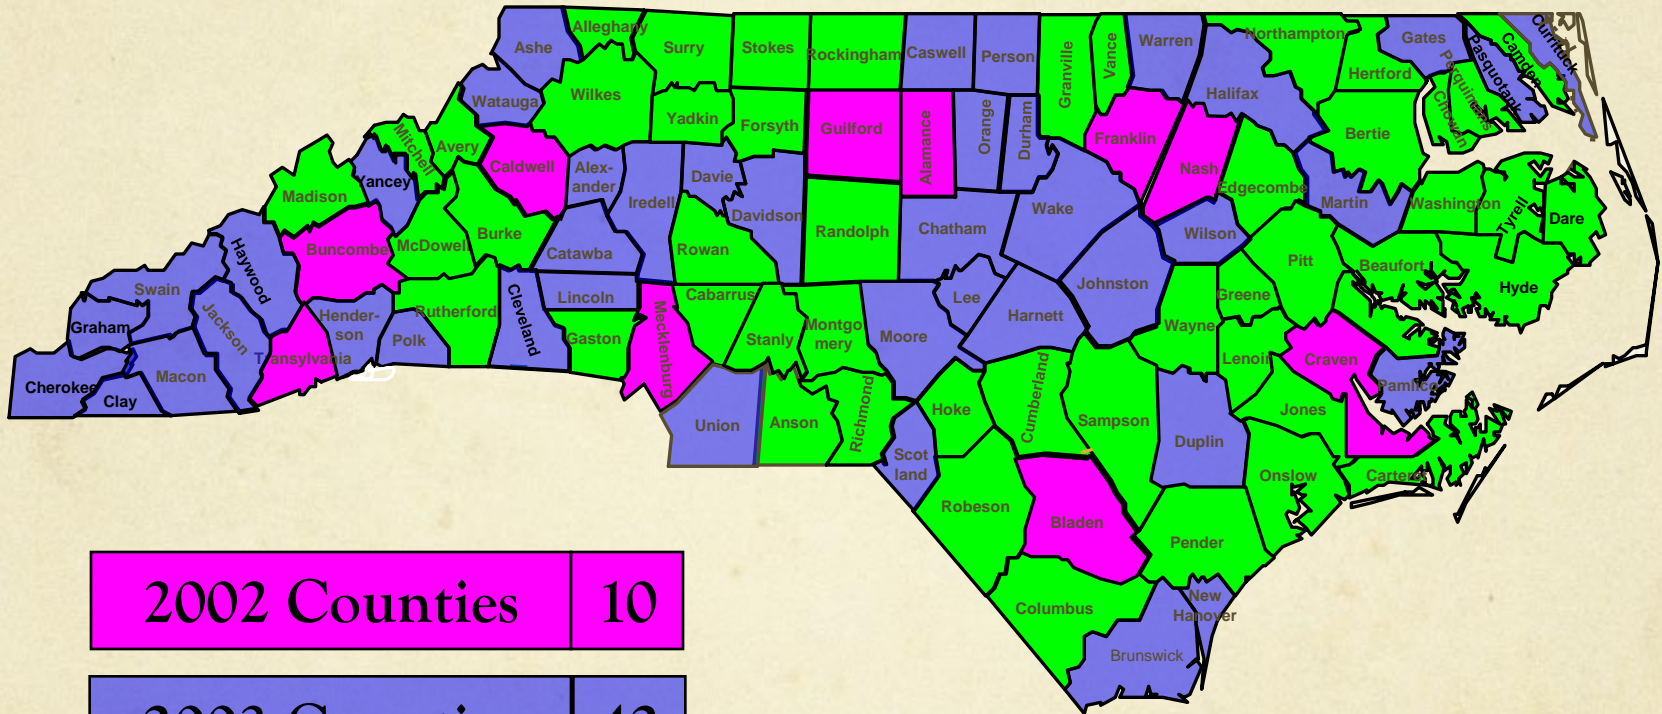 Alleghany
Ashe
Surry
Stokes
Rockingham
Caswell
Person
Granville
Vance
Warren
Northampton
Gates
Currituck
Camden
Pasquotank
Perquimans
Chowan
Hertford
Halifax
Bertie
Watauga
Wilkes
Yadkin
Forsyth
Guilford
Alamance
Orange
Durham
Franklin
Nash
Edgecombe
Martin
Washington
Tyrell
Dare
Mitchell
Avery
Caldwell
Alex-
ander
Davie
Iredell
Davidson
Yancey
Madison
Buncombe
McDowell
Burke
Catawba
Rowan
Randolph
Chatham
Wake
Wilson
Pitt
Beaufort
Hyde
Haywood
Swain
Graham
Jackson
Cherokee
Clay
Macon
Transylvania
Hender-
son
Polk
Rutherford
Cleveland
Lincoln
Gaston
Mecklenburg
Cabarrus
Stanly
Montgo
mery
Moore
Lee
Harnett
Johnston
Greene
Wayne
Lenoir
Craven
Pamlico
Jones
Union
Anson
Richmond
Hoke
Cumberland
Sampson
Duplin
Onslow
Carteret
Scot
land
Robeson
Bladen
Pender
New
Hanover
Columbus
Brunswick
2002 Counties 10